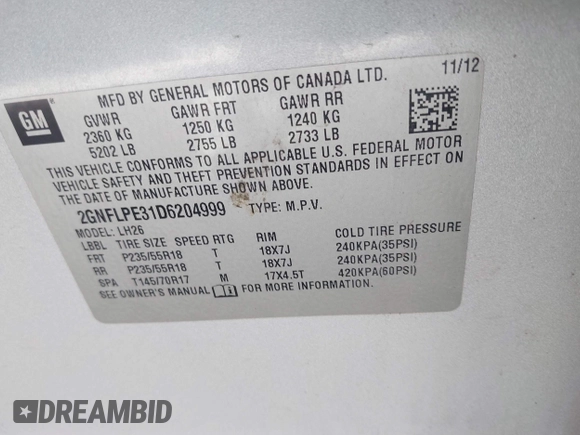 GM
MFD BY GENERAL MOTORS OF CANADA LTD. 11/12
GVWR GAWR FRT GAWR RR
2360 KG 1250 KG 1240 KG
5202 LB 2755 LB 2733 LB
THIS VEHICLE CONFORMS TO ALL APPLICABLE U.S. FEDERAL MOTOR
VEHICLE SAFETY AND THEFT PREVENTION STANDARDS IN EFFECT ON
THE DATE OF MANUFACTURE SHOWN ABOVE.
2GNFLPE31D6204999 TYPE: M.P.V.
MODEL: LH26
LBBL TIRE SIZE SPEED RTG RIM COLD TIRE PRESSURE
FRT P235/55R18 T 18X7J 240KPA(35PSI)
RR P235/55R18 T 18X7J 240KPA(35PSI)
SPA T145/70R17 M 17X4.5T 420KPA(60PSI)
SEE OWNER'S MANUAL FOR MORE INFORMATION.
DREAMBID